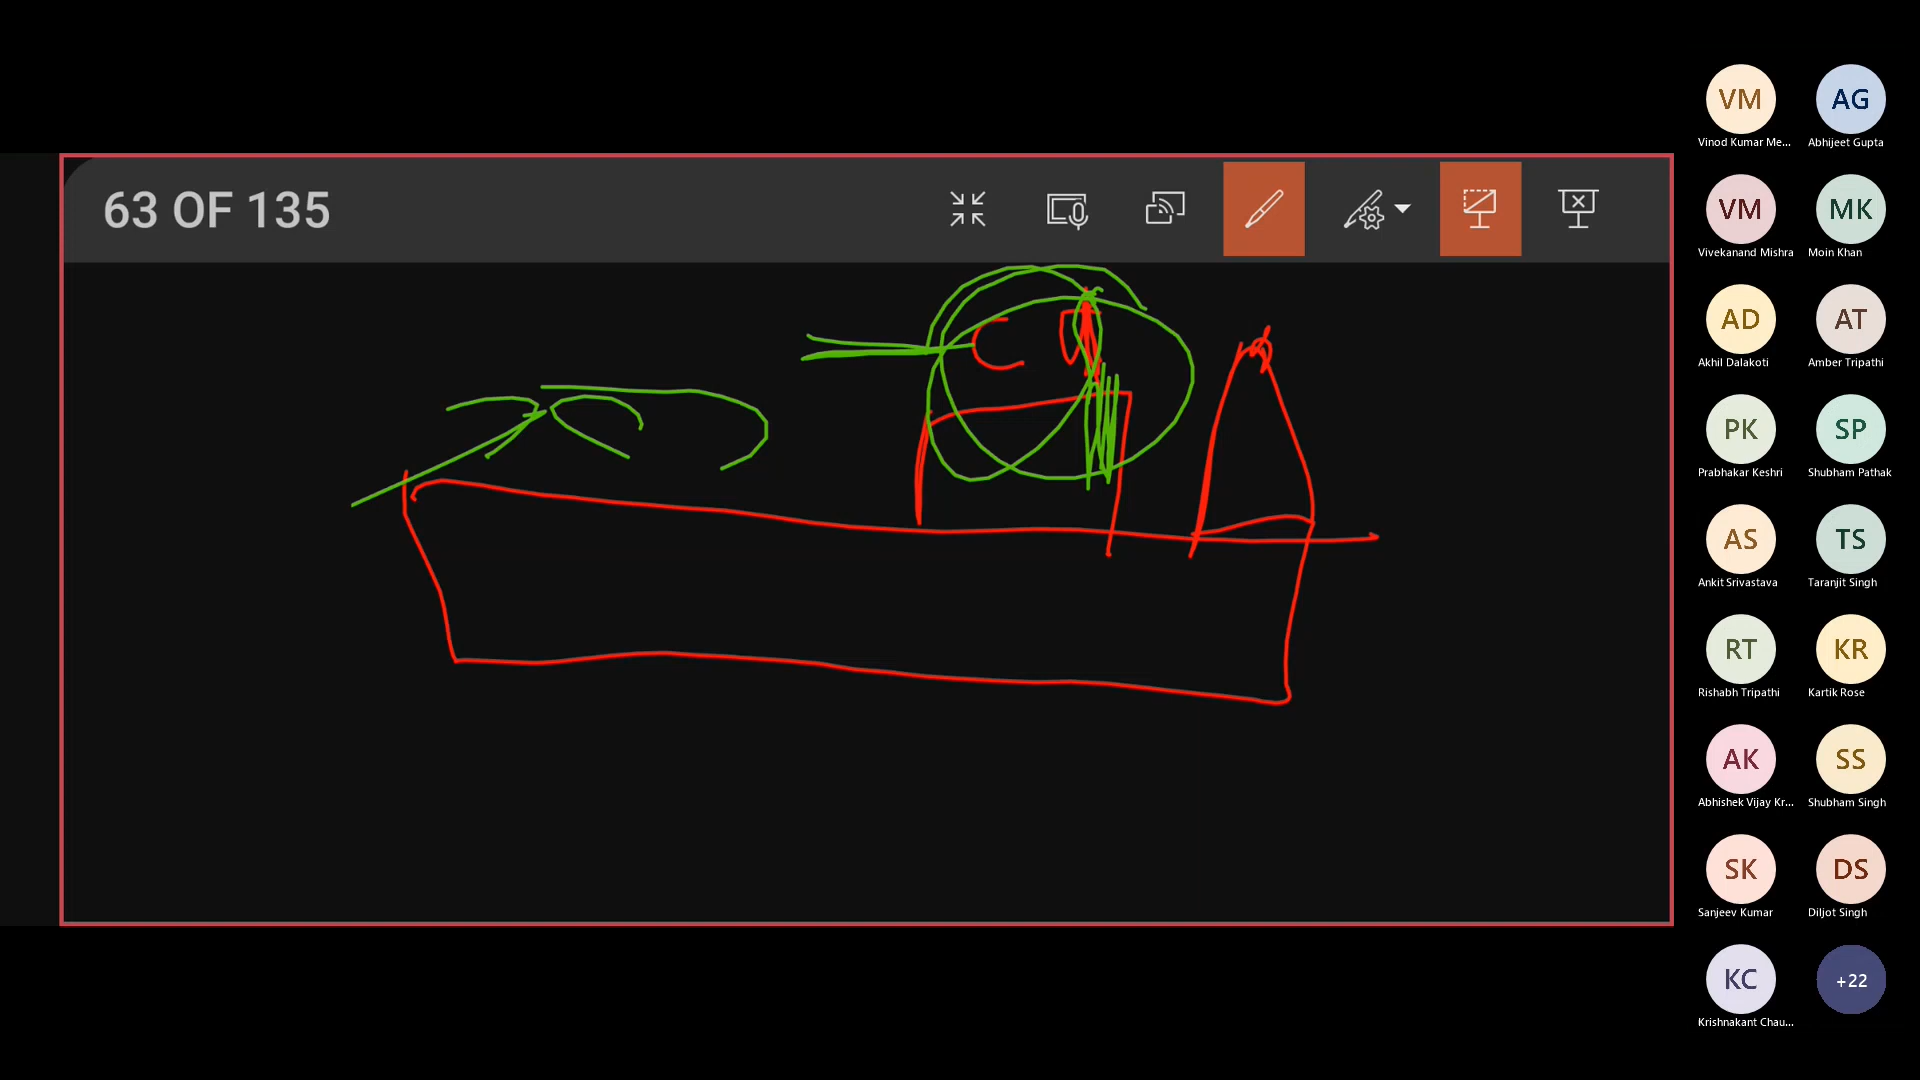 63 OF 135
VM AG
Vinod Kumar Me... Abhijeet Gupta
VM MK
Vivekanand Mishra Moin Khan
AD AT
Akhil Dalakoti Amber Tripathi
PK SP
Prabhakar Keshri Shubham Pathak
AS TS
Ankit Srivastava Taranjit Singh
RT KR
Rishabh Tripathi Kartik Rose
AK SS
Abhishek Vijay Kr... Shubham Singh
SK DS
Sanjeev Kumar Diljot Singh
KC +22
Krishnakant Chau...